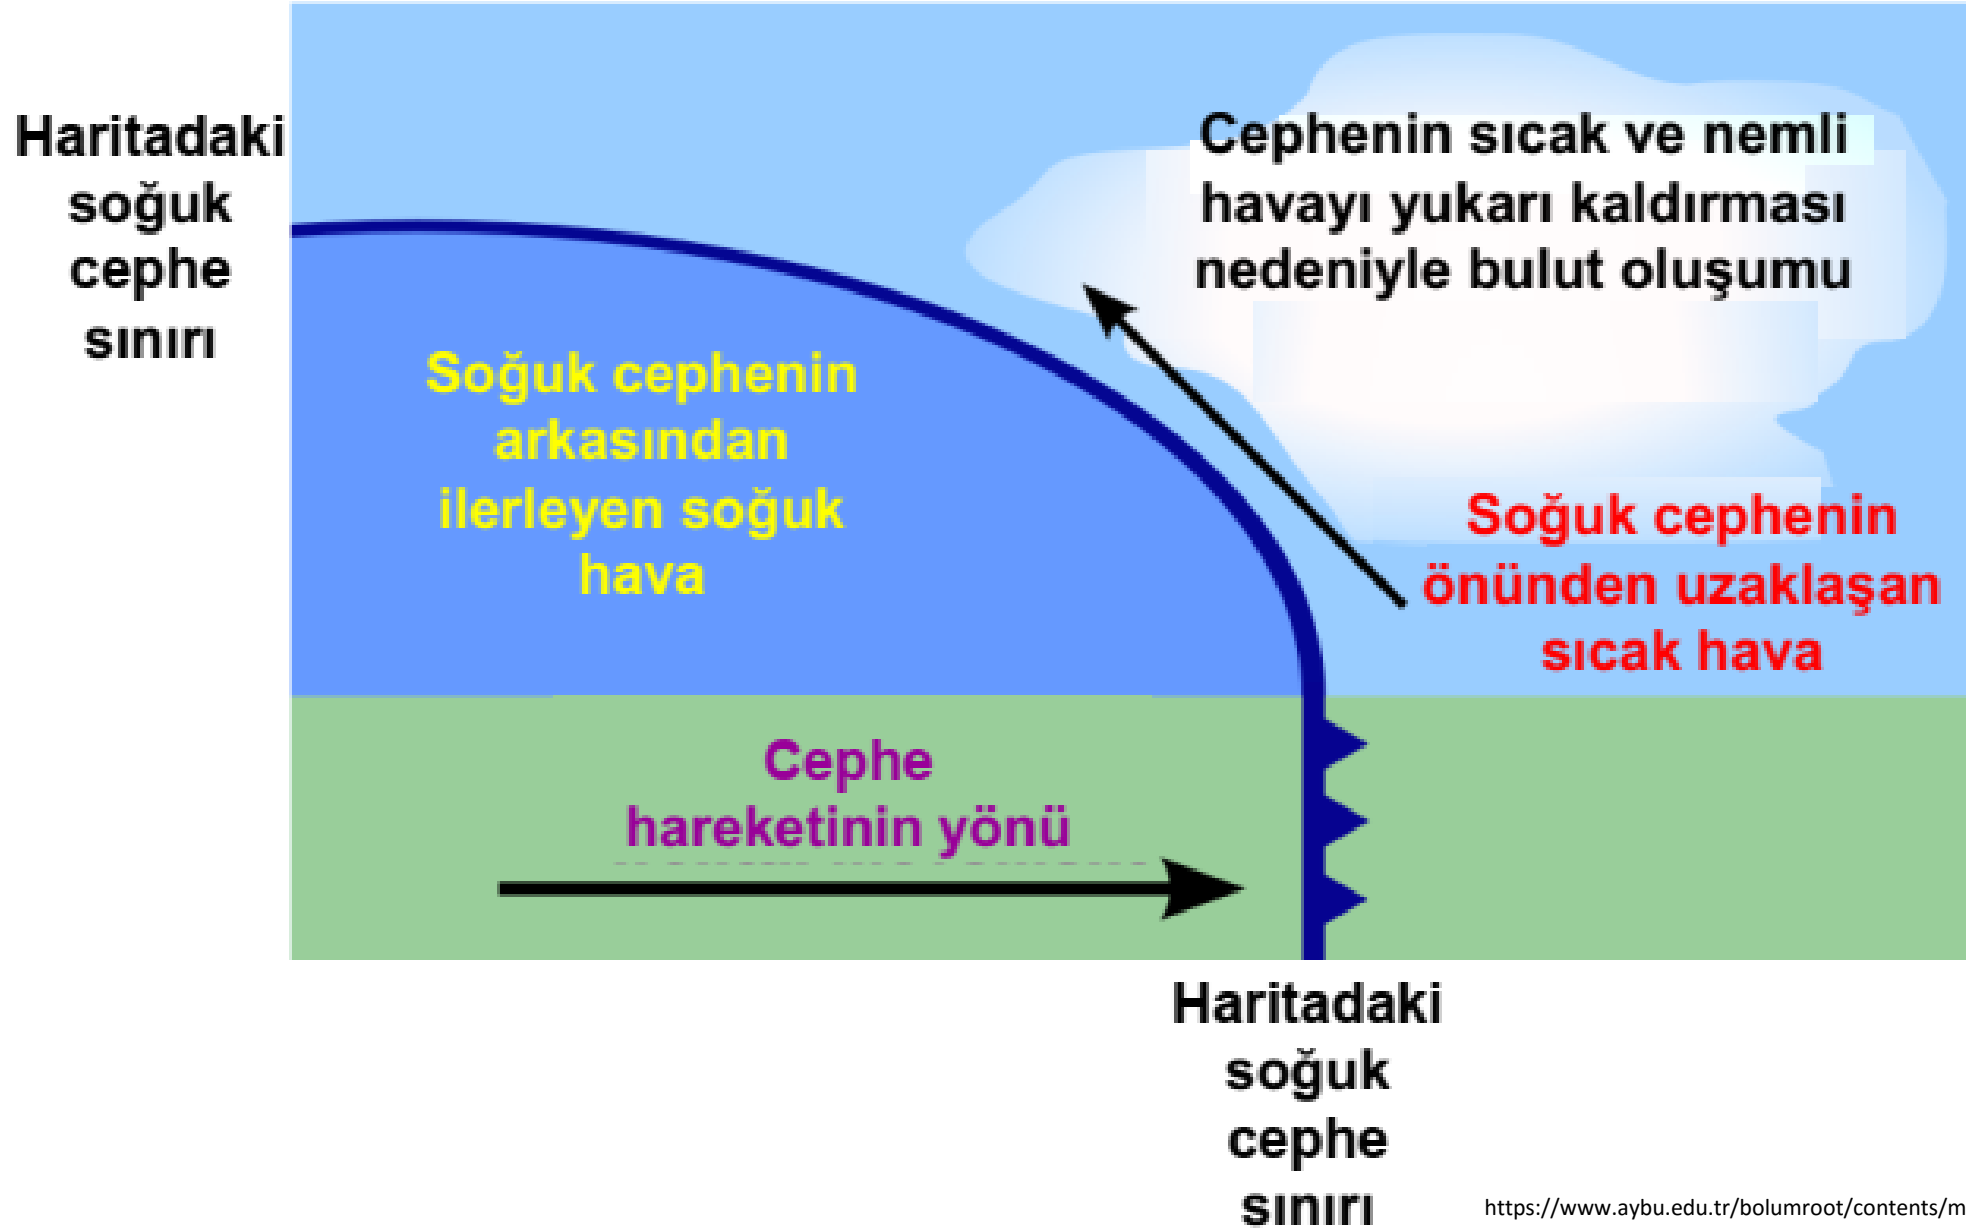 Haritadaki
soğuk
cephe
sınırı
Cephenin sıcak ve nemli
havayı yukarı kaldırması
nedeniyle bulut oluşumu
Soğuk cephenin
arkasından
ilerleyen soğuk
hava
Soğuk cephenin
önünden uzaklaşan
sıcak hava
Cephe
hareketinin yönü
Haritadaki
soğuk
cephe
sınırı
https://www.aybu.edu.tr/bolumroot/contents/m